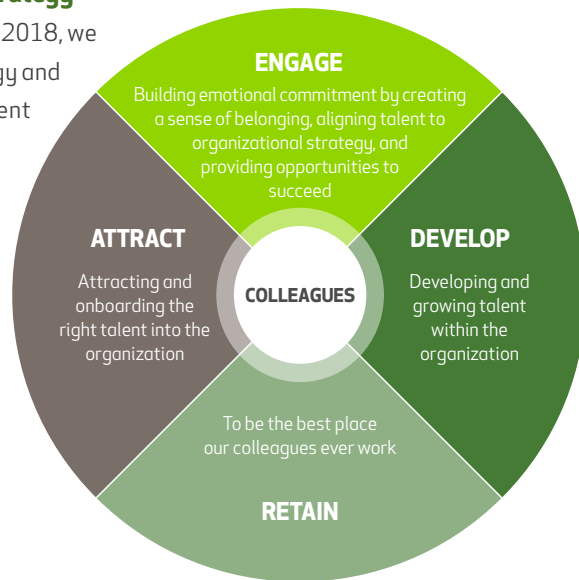 strategy
2018, we
gy and
ent
ENGAGE
Building emotional commitment by creating
a sense of belonging, aligning talent to
organizational strategy, and
providing opportunities to
succeed
ATTRACT
Attracting and
onboarding the
right talent into the
organization
COLLEAGUES
DEVELOP
Developing and
growing talent
within the
organization
To be the best place
our colleagues ever work
RETAIN